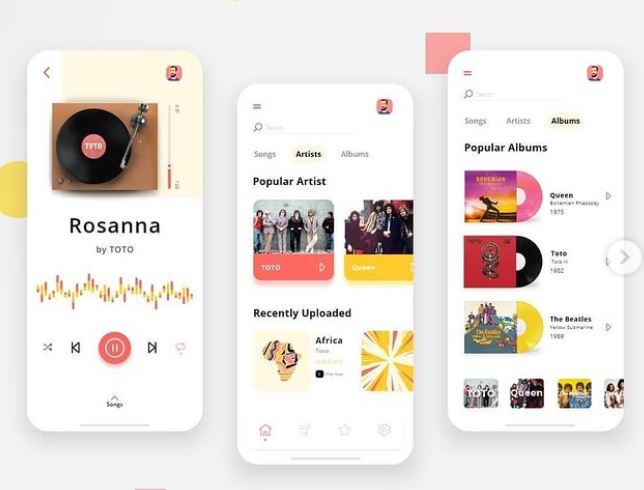 TOTO
Rosanna
by TOTO
Songs
Search
Songs Artists Albums
Popular Artist
TOTO
Queen
Recently Uploaded
Africa
Toto
Search
Songs Artists Albums
Popular Albums
BOHEMIAN
Queen
Bohemian Rhapsody
1975
Toto
Toto IV
1982
The Beatles
Yellow Submarine
1969
TOTO
Queen